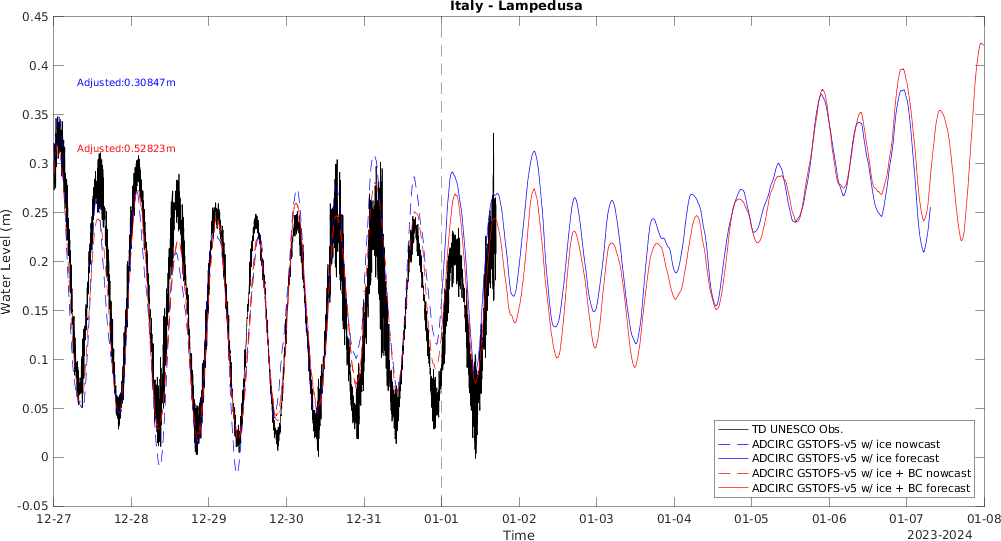 Italy - Lampedusa
0.45
0.4
0.35
0.3
0.25
0.2
0.15
0.1
0.05
0
-0.05
Water Level (m)
Adjusted:0.30847m
Adjusted:0.52823m
TD UNESCO Obs.
ADCIRC GSTOFS-v5 w/ ice nowcast
ADCIRC GSTOFS-v5 w/ ice forecast
ADCIRC GSTOFS-v5 w/ ice + BC nowcast
ADCIRC GSTOFS-v5 w/ ice + BC forecast
12-27 12-28 12-29 12-30 12-31 01-01 01-02 01-03 01-04 01-05 01-06 01-07 01-08
Time
2023-2024